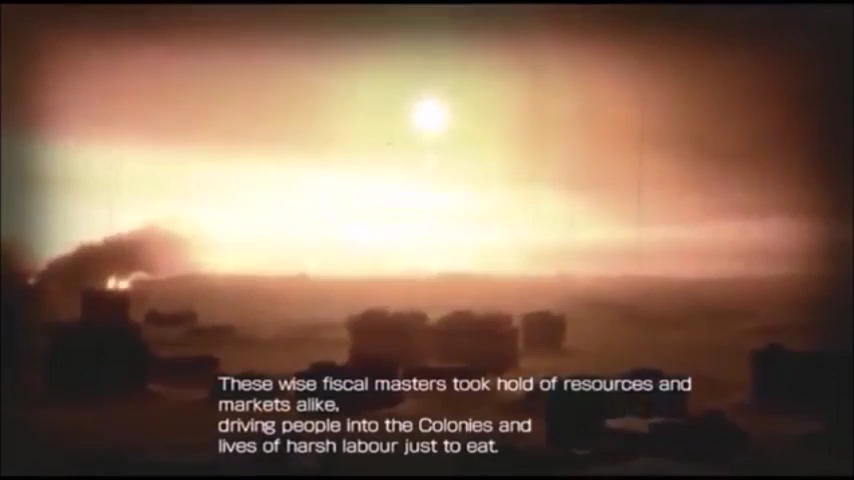 These wise fiscal masters took hold of resources and
markets alike,
driving people into the Colonies and
lives of harsh labour just to eat.